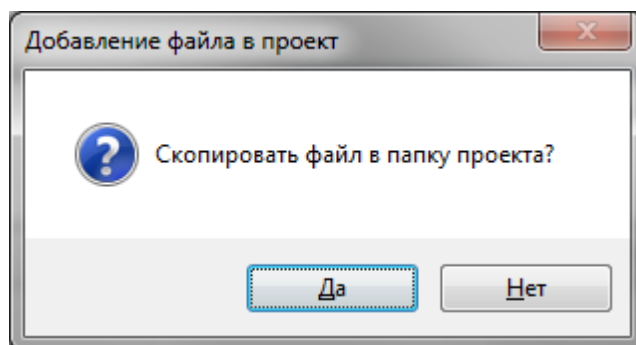 Добавление файла в проект
Скопировать файл в папку проекта?
Да
Нет